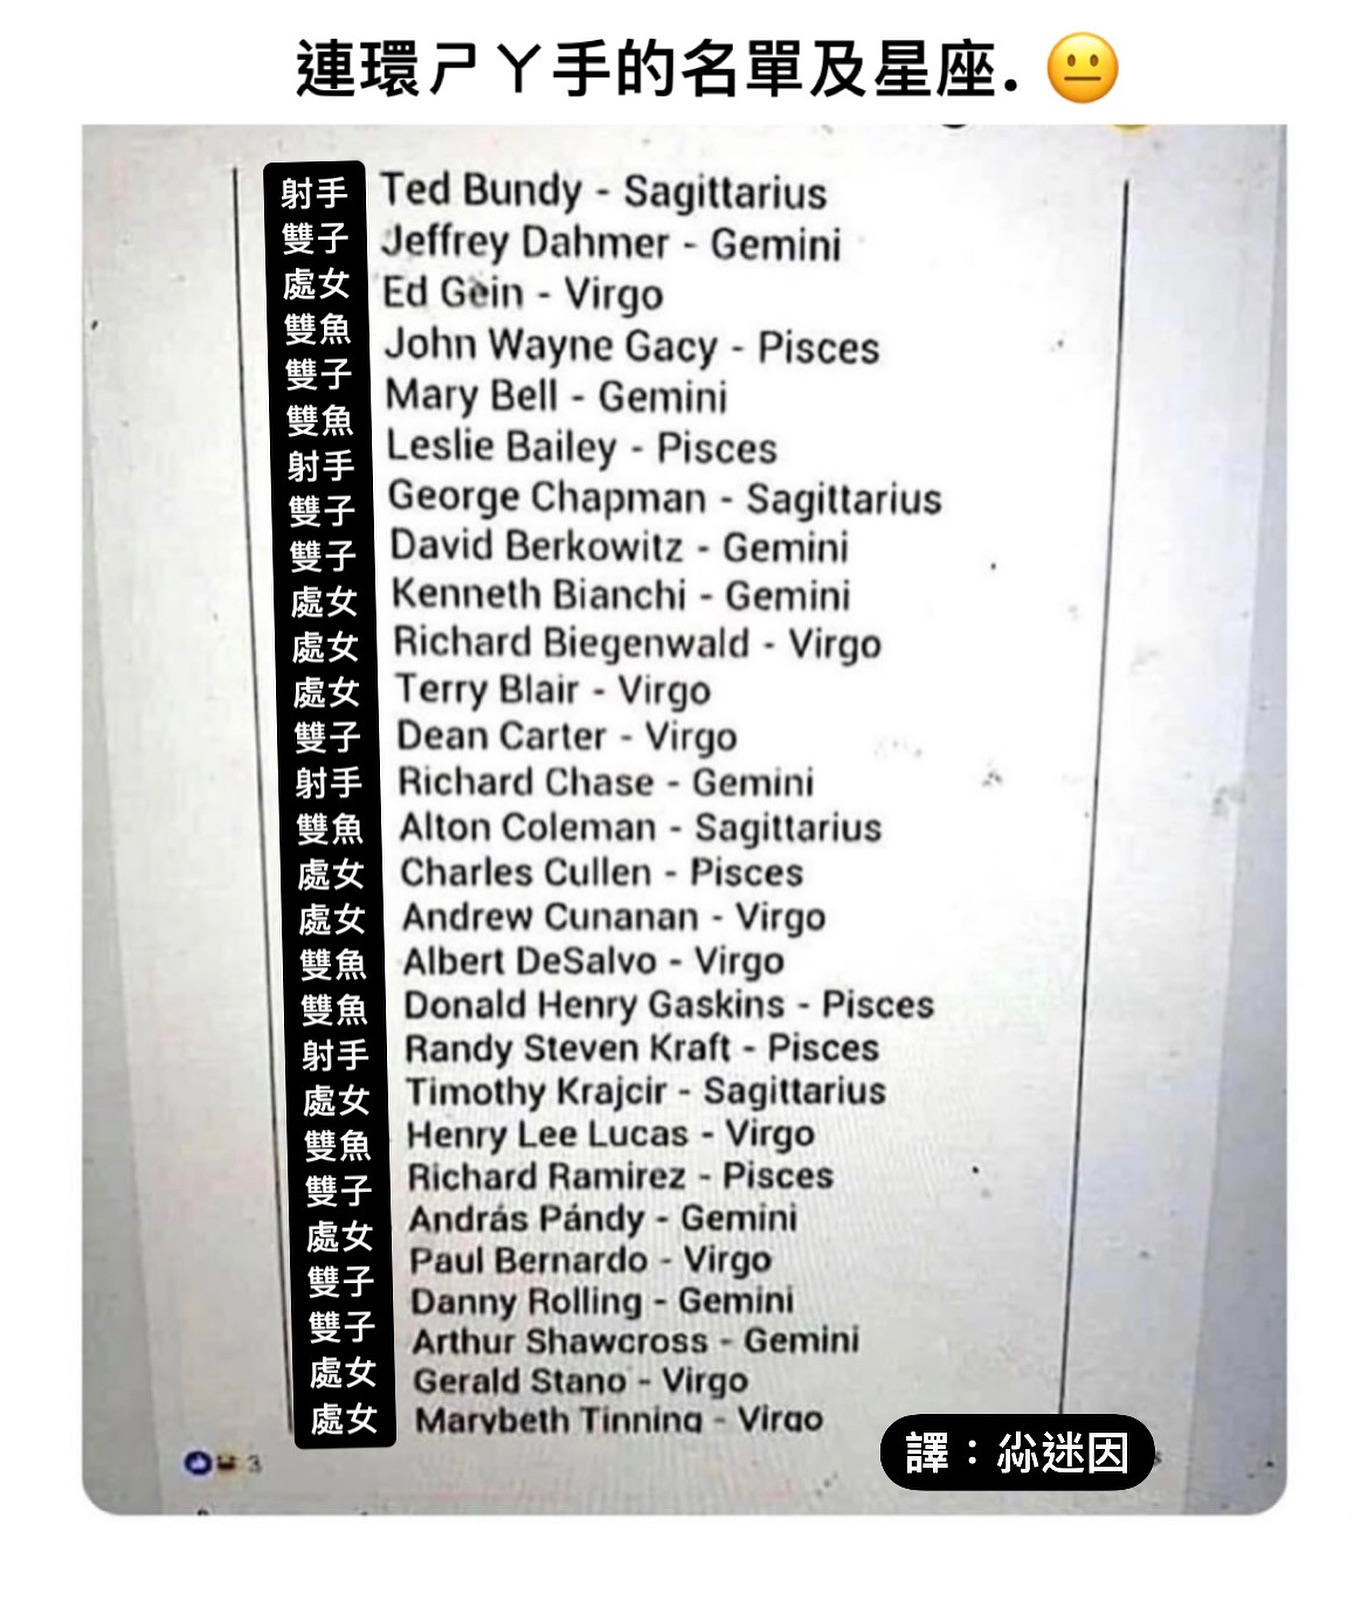 連環ㄕㄚ手的名單及星座. 😐
射手 Ted Bundy - Sagittarius
雙子 Jeffrey Dahmer - Gemini
處女 Ed Gein - Virgo
雙魚 John Wayne Gacy - Pisces
雙子 Mary Bell - Gemini
雙魚 Leslie Bailey - Pisces
射手 George Chapman - Sagittarius
雙子 David Berkowitz - Gemini
雙子 Kenneth Bianchi - Gemini
處女 Richard Biegenwald - Virgo
處女 Terry Blair - Virgo
處女 Dean Carter - Virgo
雙子 Richard Chase - Gemini
射手 Alton Coleman - Sagittarius
雙魚 Charles Cullen - Pisces
處女 Andrew Cunanan - Virgo
處女 Albert DeSalvo - Virgo
雙魚 Donald Henry Gaskins - Pisces
雙魚 Randy Steven Kraft - Pisces
射手 Timothy Krajcir - Sagittarius
處女 Henry Lee Lucas - Virgo
雙魚 Richard Ramirez - Pisces
雙子 András Pándy - Gemini
處女 Paul Bernardo - Virgo
雙子 Danny Rolling - Gemini
雙子 Arthur Shawcross - Gemini
處女 Gerald Stano - Virgo
處女 Marybeth Tinning - Virgo
譯：尛迷因
3